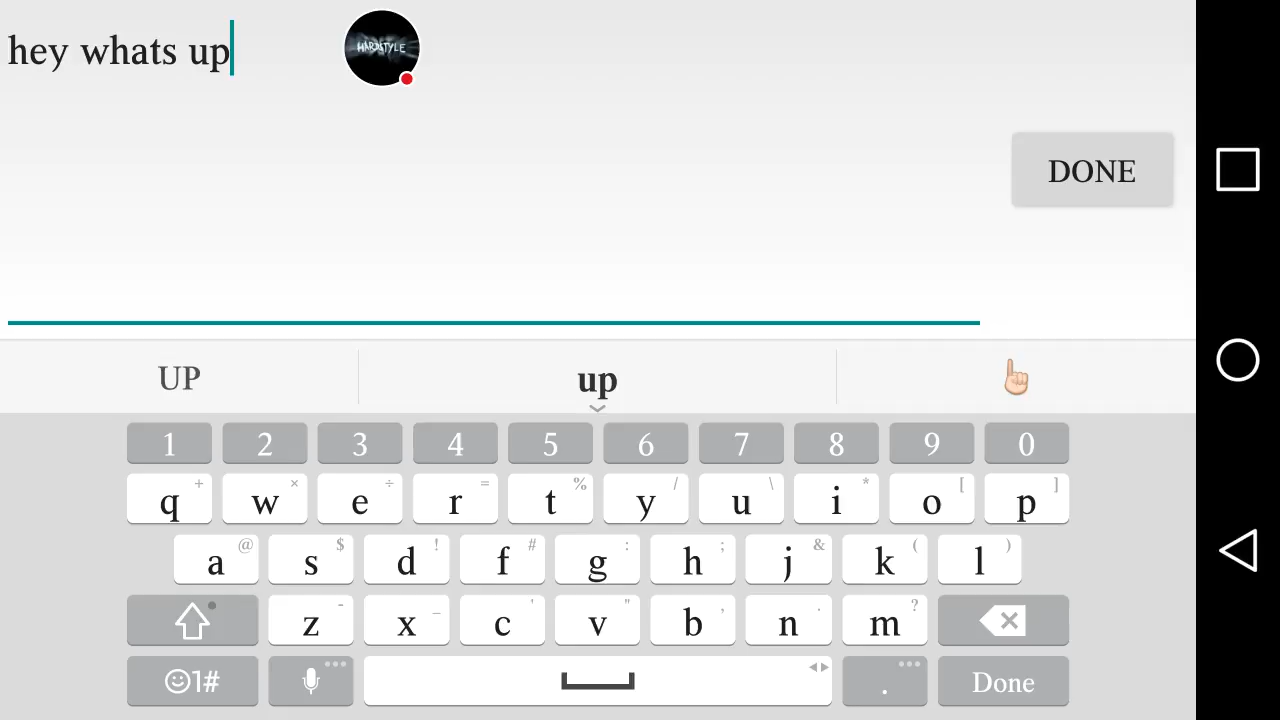 hey whats up
HARDSTYLE
DONE
UP up
1 2 3 4 5 6 7 8 9 0
q + w × e ÷ r = t % y / u \ i * o [ p ]
a @ s $ d ! f # g : h ; j & k ( l )
z - x _ c ' v " b , n . m ?
1# . Done